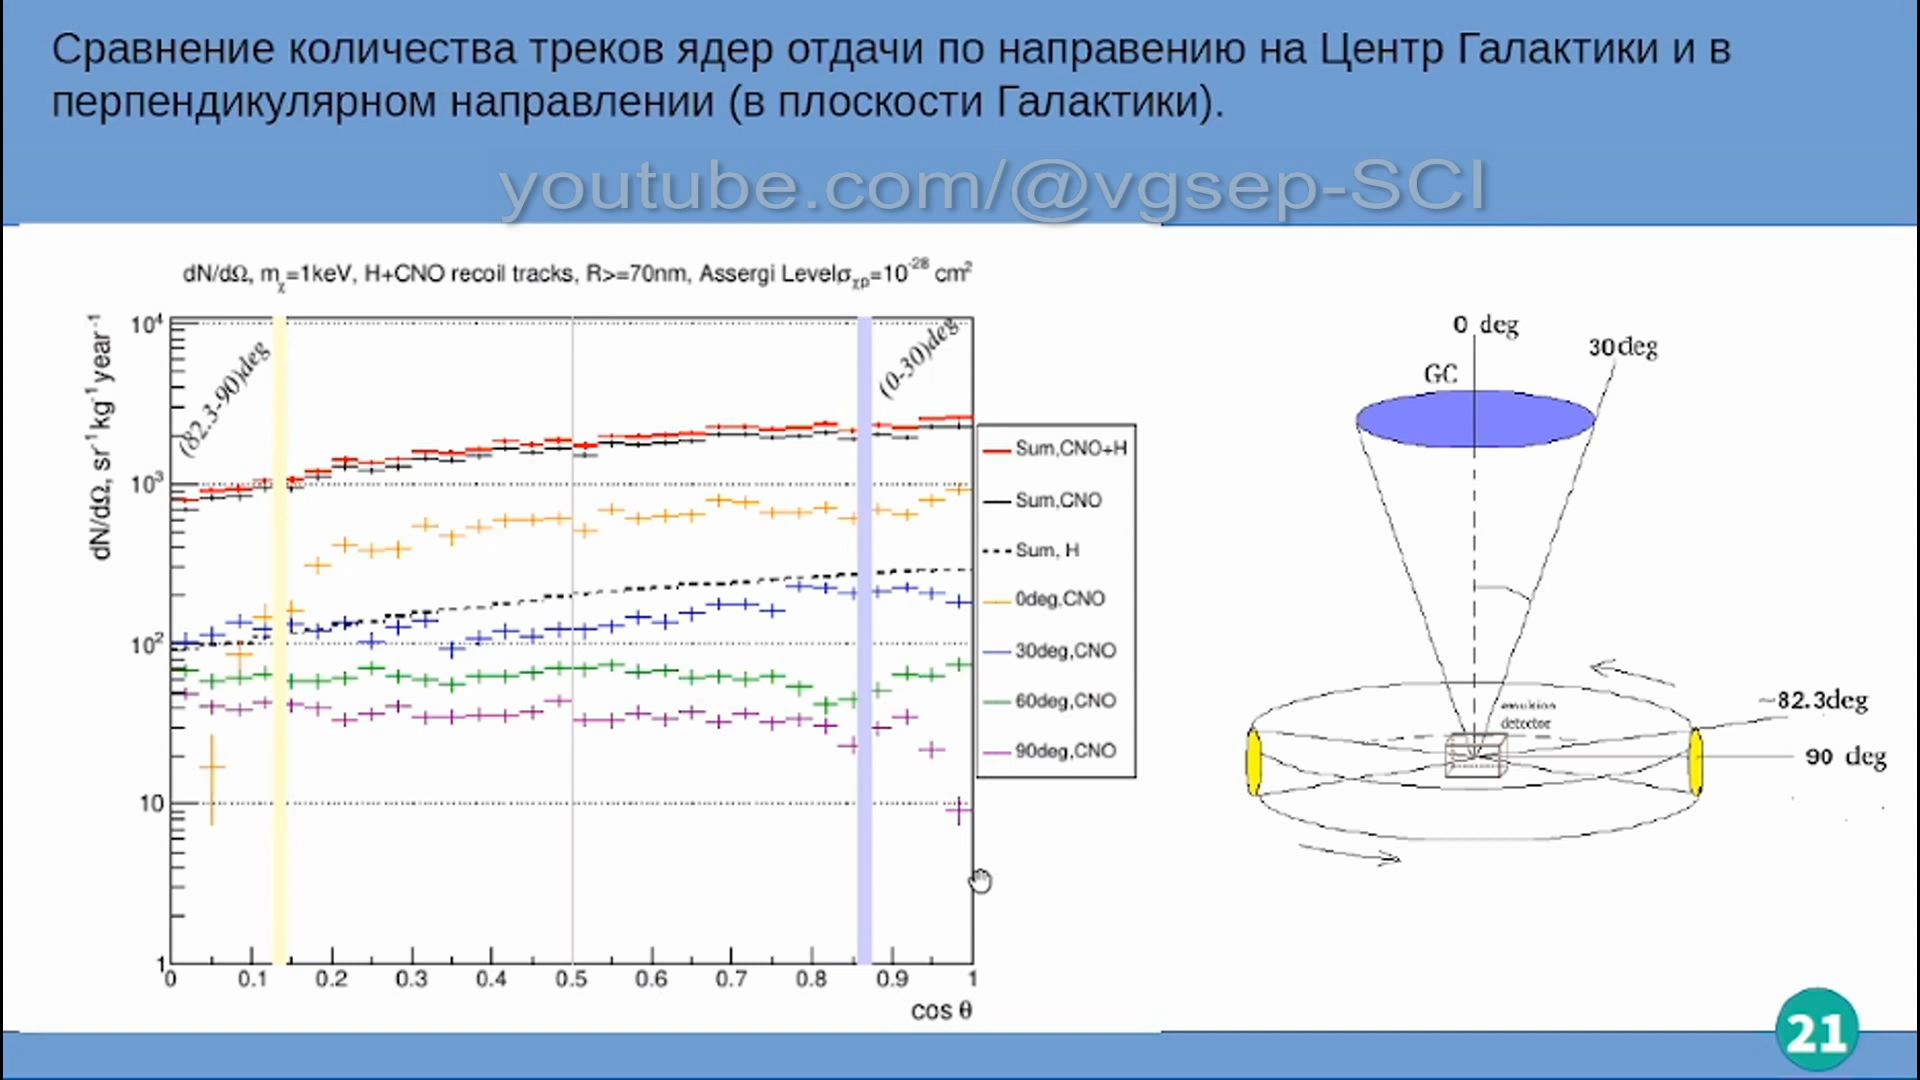 Сравнение количества треков ядер отдачи по направению на Центр Галактики и в
перпендикулярном направлении (в плоскости Галактики).
youtube.com/@vgsep-SCI
dN/dΩ, mχ=1keV, H+CNO recoil tracks, R>=70nm, Assergi Levelσχp=10⁻²⁸ cm²
dN/dΩ, sr⁻¹kg⁻¹year⁻¹
10⁴
10³
10²
10
1
(82.3-90)deg
(0-30)deg
0 0.1 0.2 0.3 0.4 0.5 0.6 0.7 0.8 0.9 1
cos θ
Sum,CNO+H
Sum,CNO
Sum, H
0deg,CNO
30deg,CNO
60deg,CNO
90deg,CNO
0 deg
30deg
GC
emulsion
detector
~82.3deg
90 deg
21